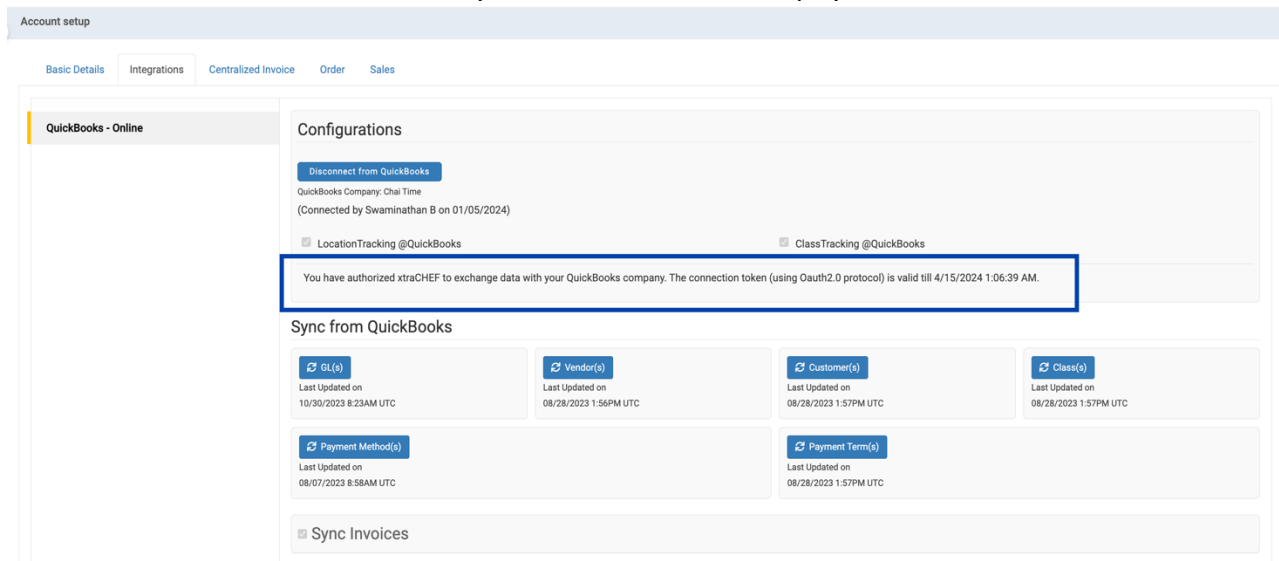 Account setup
Basic Details Integrations Centralized Invoice Order Sales
QuickBooks - Online
Configurations
Disconnect from QuickBooks
QuickBooks Company: Chai Time
(Connected by Swaminathan B on 01/05/2024)
LocationTracking @QuickBooks ClassTracking @QuickBooks
You have authorized xtraCHEF to exchange data with your QuickBooks company. The connection token (using Oauth2.0 protocol) is valid till 4/15/2024 1:06:39 AM.
Sync from QuickBooks
GL(s) Vendor(s) Customer(s) Class(s)
Last Updated on Last Updated on Last Updated on Last Updated on
10/30/2023 8:23AM UTC 08/28/2023 1:56PM UTC 08/28/2023 1:57PM UTC 08/28/2023 1:57PM UTC
Payment Method(s) Payment Term(s)
Last Updated on Last Updated on
08/07/2023 8:58AM UTC 08/28/2023 1:57PM UTC
Sync Invoices